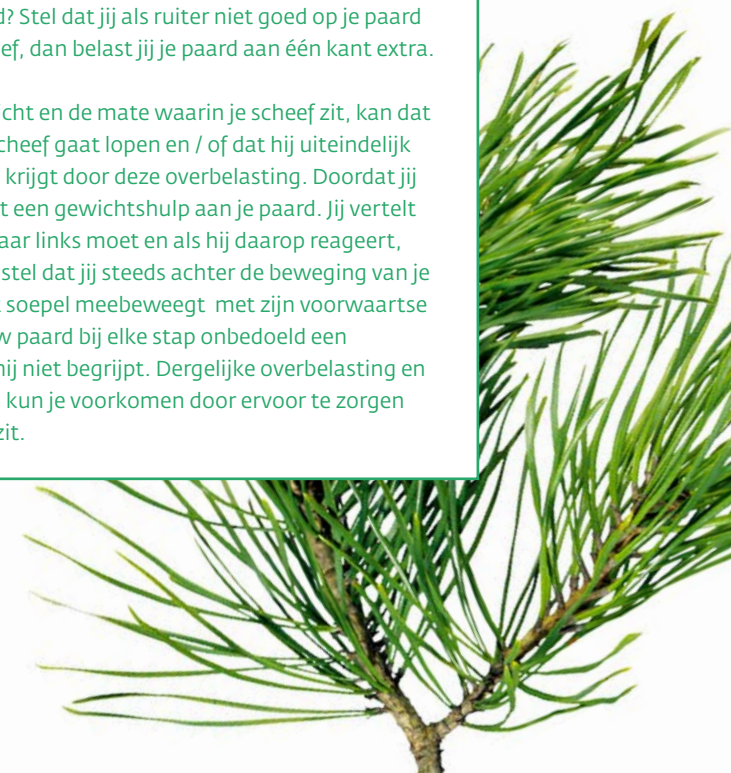 d? Stel dat jij als ruiter niet goed op je paard
ef, dan belast jij je paard aan één kant extra.
cht en de mate waarin je scheef zit, kan dat
cheef gaat lopen en / of dat hij uiteindelijk
krijgt door deze overbelasting. Doordat jij
t een gewichtshulp aan je paard. Jij vertelt
aar links moet en als hij daarop reageert,
stel dat jij steeds achter de beweging van je
soepel meebeweegt met zijn voorwaartse
w paard bij elke stap onbedoeld een
hij niet begrijpt. Dergelijke overbelasting en
kun je voorkomen door ervoor te zorgen
zit.